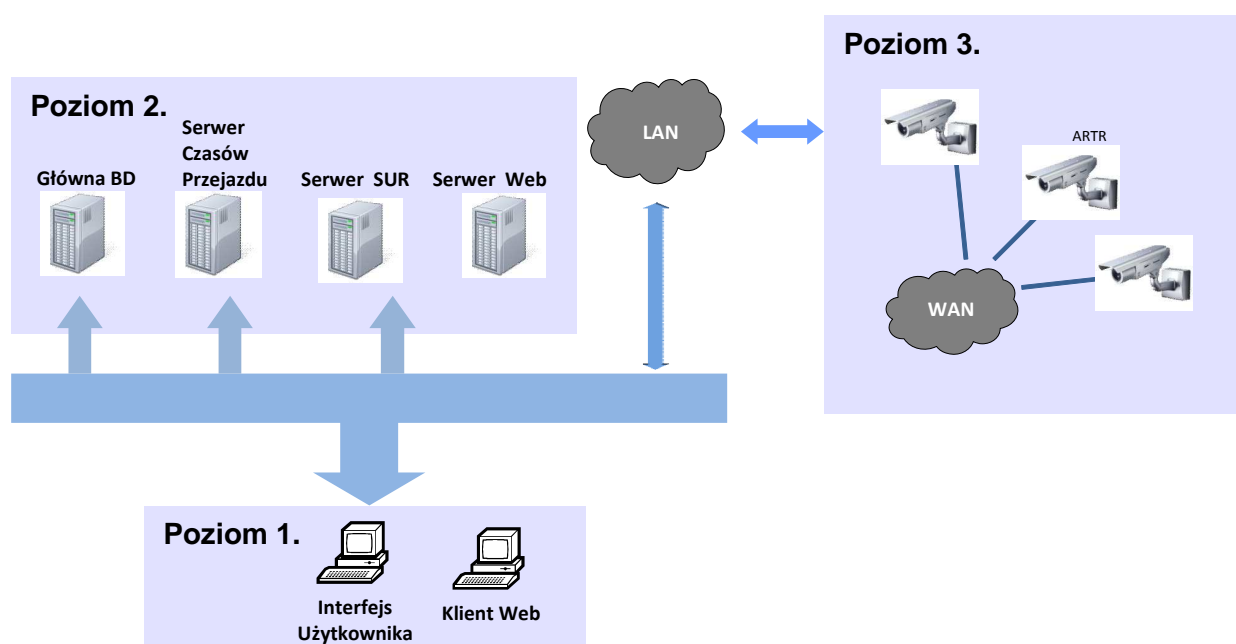 Poziom 3.
Poziom 2.
LAN
ARTR
Serwer
Czasów
Przejazdu
Główna BD
Serwer SUR
Serwer Web
WAN
Poziom 1.
Interfejs
Użytkownika
Klient Web